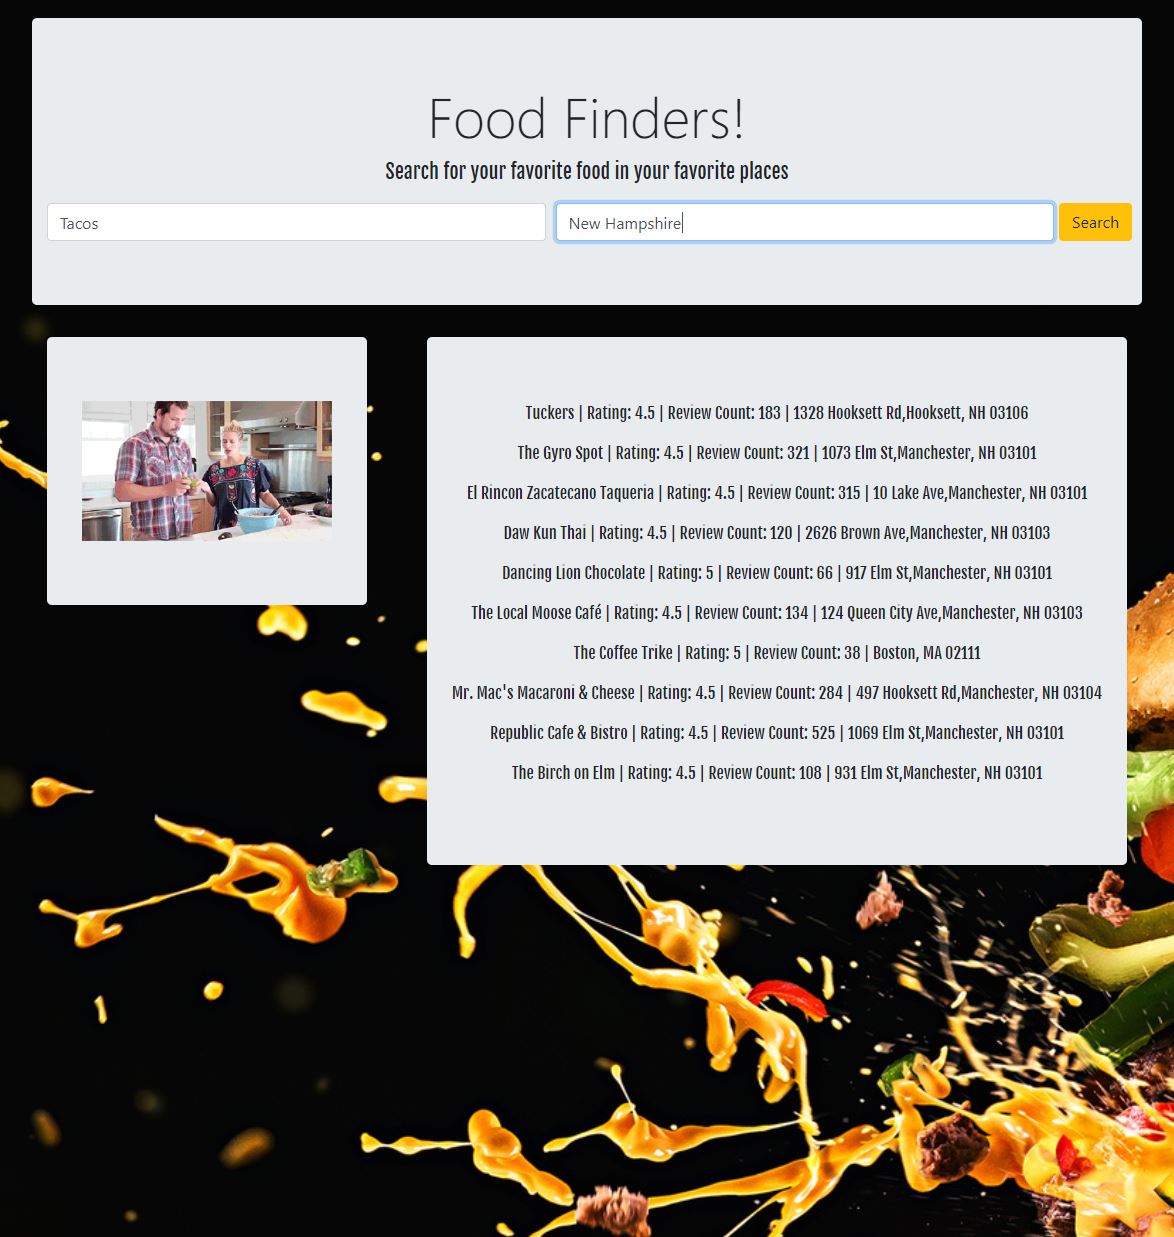 Food Finders!
Search for your favorite food in your favorite places
Tacos
New Hampshire
Search
Tuckers | Rating: 4.5 | Review Count: 183 | 1328 Hooksett Rd,Hooksett, NH 03106
The Gyro Spot | Rating: 4.5 | Review Count: 321 | 1073 Elm St,Manchester, NH 03101
El Rincon Zacatecano Taqueria | Rating: 4.5 | Review Count: 315 | 10 Lake Ave,Manchester, NH 03101
Daw Kun Thai | Rating: 4.5 | Review Count: 120 | 2626 Brown Ave,Manchester, NH 03103
Dancing Lion Chocolate | Rating: 5 | Review Count: 66 | 917 Elm St,Manchester, NH 03101
The Local Moose Café | Rating: 4.5 | Review Count: 134 | 124 Queen City Ave,Manchester, NH 03103
The Coffee Trike | Rating: 5 | Review Count: 38 | Boston, MA 02111
Mr. Mac's Macaroni & Cheese | Rating: 4.5 | Review Count: 284 | 497 Hooksett Rd,Manchester, NH 03104
Republic Cafe & Bistro | Rating: 4.5 | Review Count: 525 | 1069 Elm St,Manchester, NH 03101
The Birch on Elm | Rating: 4.5 | Review Count: 108 | 931 Elm St,Manchester, NH 03101